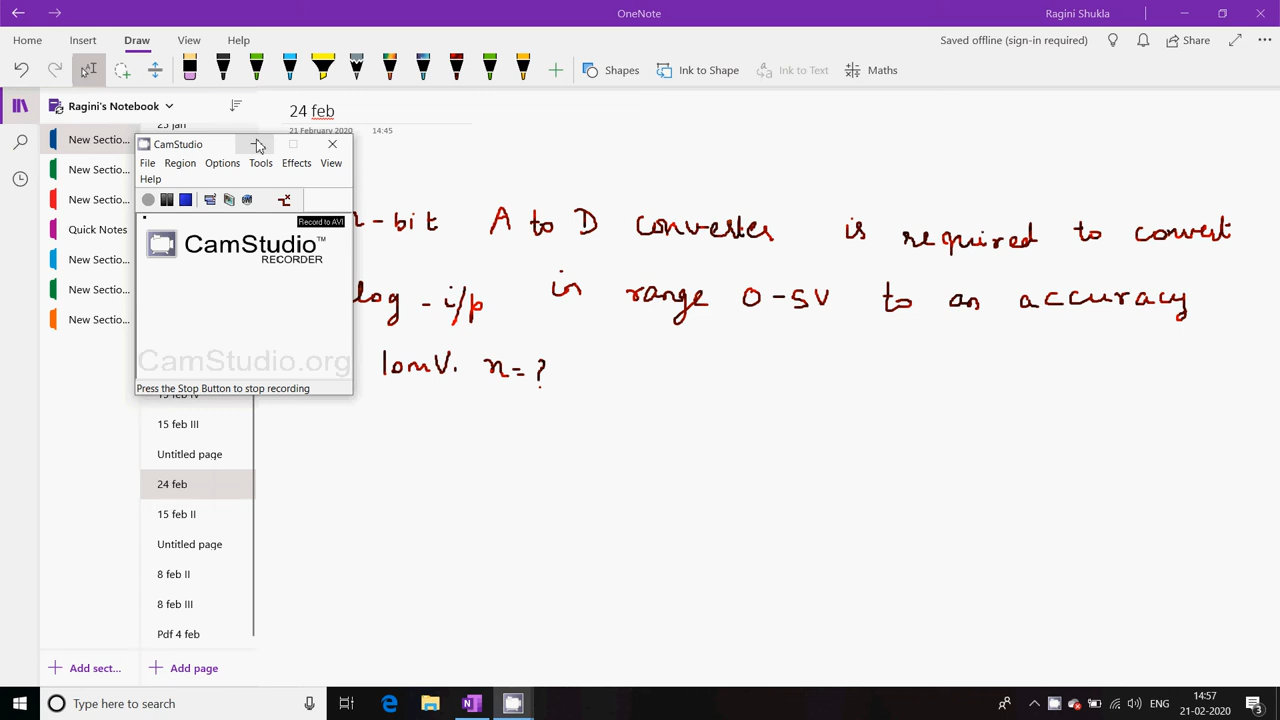 OneNote
Ragini Shukla
Home Insert Draw View Help
Saved offline (sign-in required)
Share
Shapes
Ink to Shape
Ink to Text
Maths
Ragini's Notebook
25 jan
24 feb
21 February 2020 14:45
New Sectio...
New Sectio...
New Sectio...
Quick Notes
New Sectio...
New Sectio...
New Sectio...
CamStudio
File Region Options Tools Effects View
Help
Record to AVI
CamStudio™
RECORDER
CamStudio.org
Press the Stop Button to stop recording
-bit A to D converter is required to convert
log - i/p in range 0-5V to an accuracy
10mV. n=?
15 feb IV
15 feb III
Untitled page
24 feb
15 feb II
Untitled page
8 feb II
8 feb III
Pdf 4 feb
Add sect...
Add page
Type here to search
ENG
14:57
21-02-2020